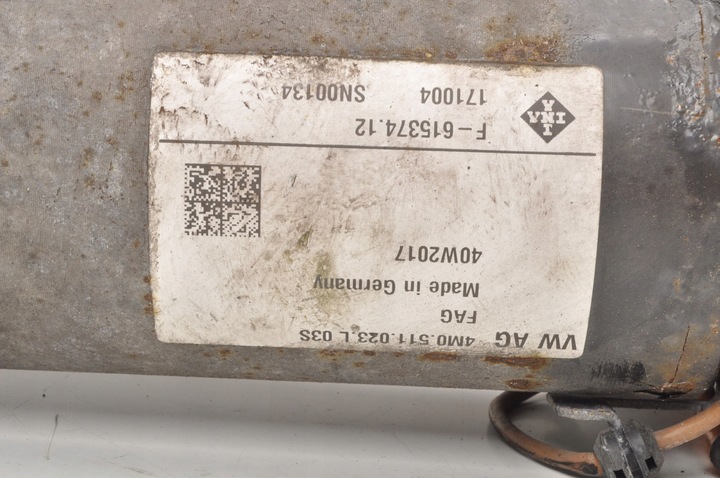 VW AG 4M0.511.023.L 03S
FAG
Made in Germany
40W2017
F-615374.12
171004 SN00134
INA